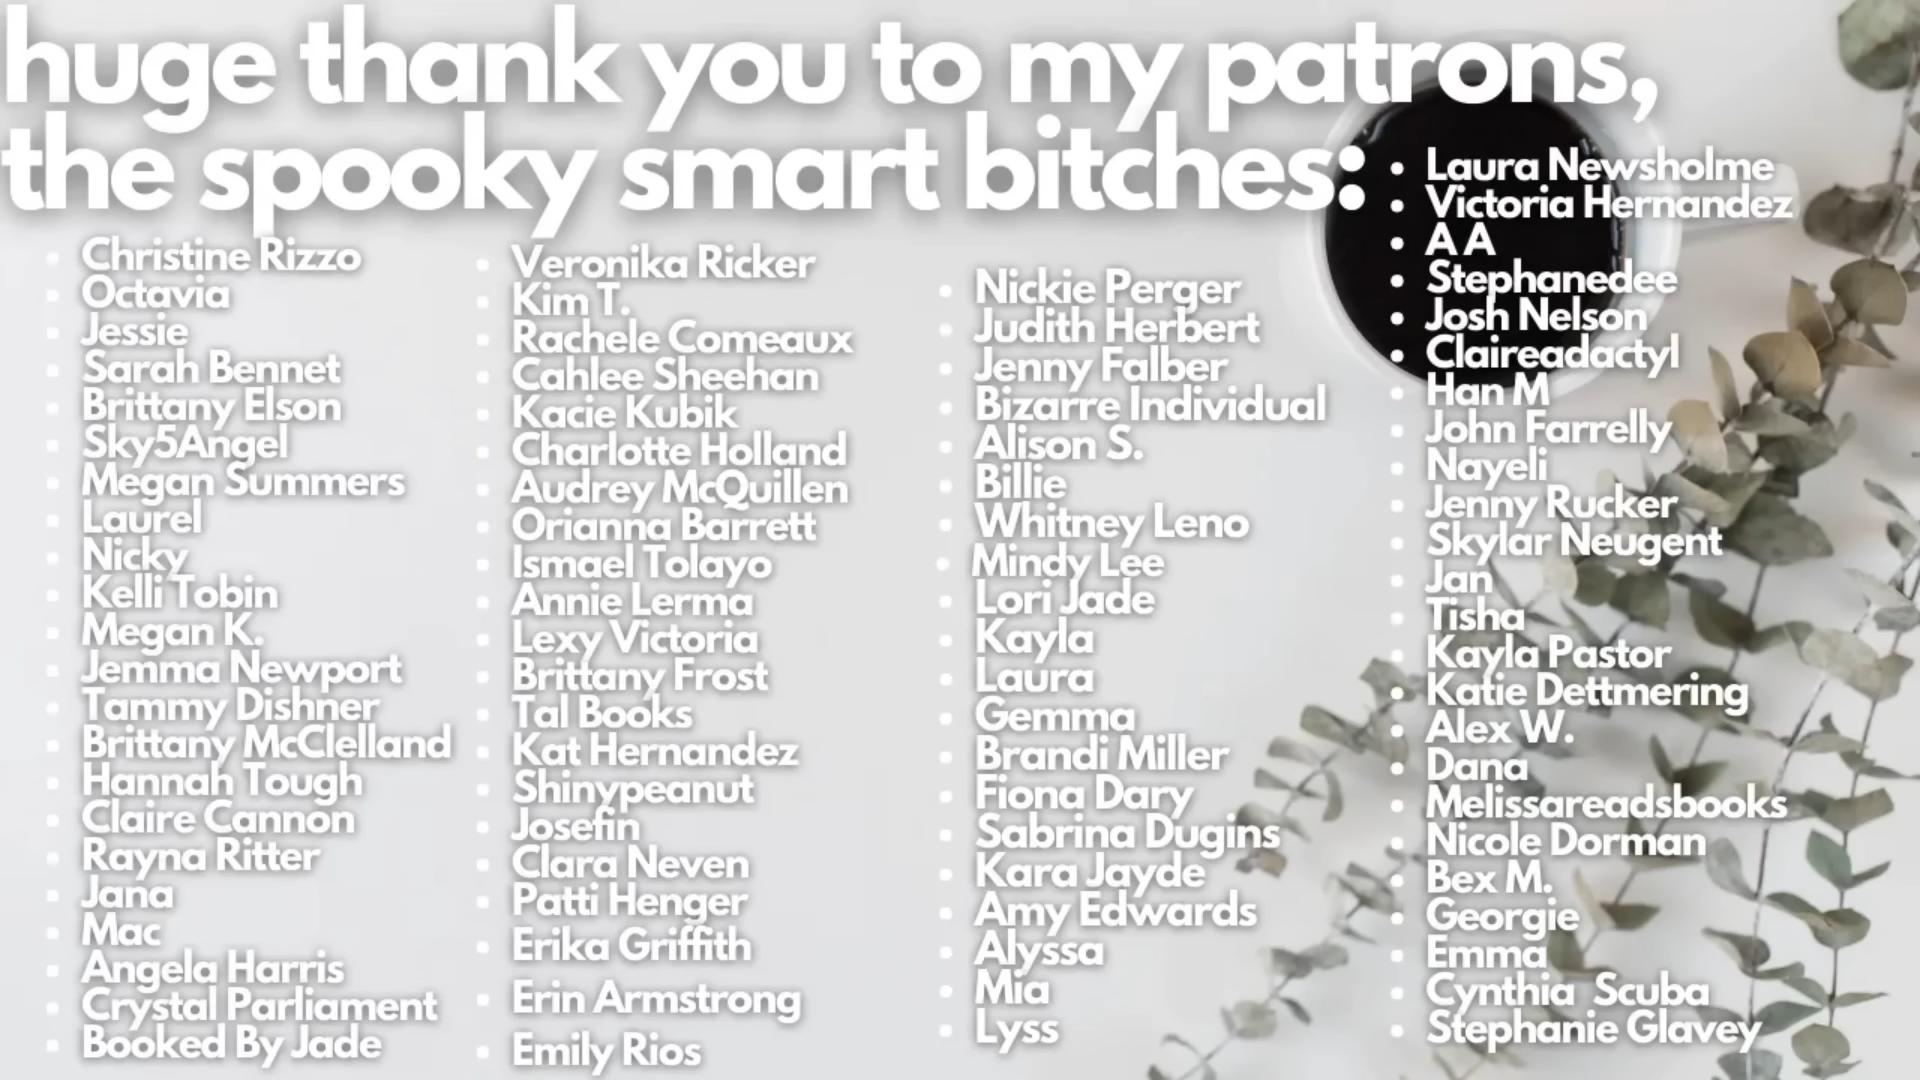 huge thank you to my patrons,
the spooky smart bitches:
• Christine Rizzo
• Octavia
• Jessie
• Sarah Bennet
• Brittany Elson
• Sky5Angel
• Megan Summers
• Laurel
• Nicky
• Kelli Tobin
• Megan K.
• Jemma Newport
• Tammy Dishner
• Brittany McClelland
• Hannah Tough
• Claire Cannon
• Rayna Ritter
• Jana
• Mac
• Angela Harris
• Crystal Parliament
• Booked By Jade
• Veronika Ricker
• Kim T.
• Rachele Comeaux
• Cahlee Sheehan
• Kacie Kubik
• Charlotte Holland
• Audrey McQuillen
• Orianna Barrett
• Ismael Tolayo
• Annie Lerma
• Lexy Victoria
• Brittany Frost
• Tal Books
• Kat Hernandez
• Shinypeanut
• Josefin
• Clara Neven
• Patti Henger
• Erika Griffith
• Erin Armstrong
• Emily Rios
• Nickie Perger
• Judith Herbert
• Jenny Falber
• Bizarre Individual
• Alison S.
• Billie
• Whitney Leno
• Mindy Lee
• Lori Jade
• Kayla
• Laura
• Gemma
• Brandi Miller
• Fiona Dary
• Sabrina Dugins
• Kara Jayde
• Amy Edwards
• Alyssa
• Mia
• Lyss
• Laura Newsholme
• Victoria Hernandez
• A A
• Stephanedee
• Josh Nelson
• Claireadactyl
• Han M
• John Farrelly
• Nayeli
• Jenny Rucker
• Skylar Neugent
• Jan
• Tisha
• Kayla Pastor
• Katie Dettmering
• Alex W.
• Dana
• Melissareadsbooks
• Nicole Dorman
• Bex M.
• Georgie
• Emma
• Cynthia  Scuba
• Stephanie Glavey